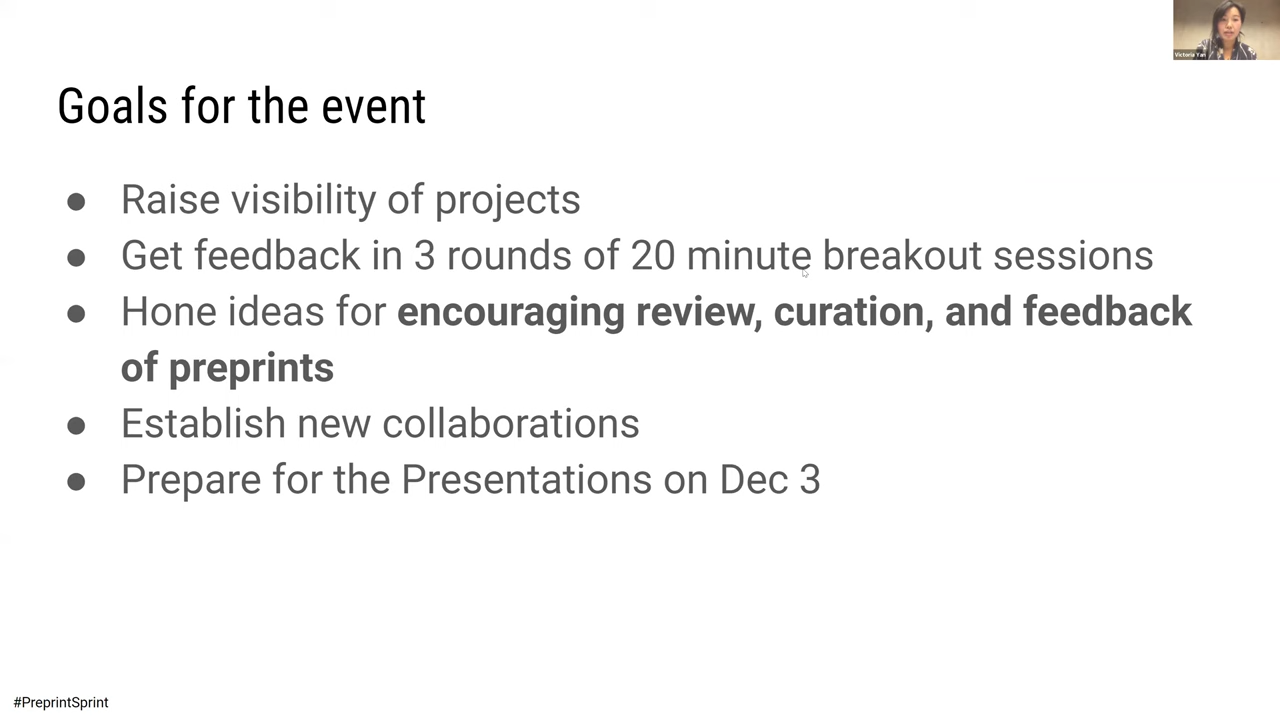 Victoria Yan
Goals for the event
● Raise visibility of projects
● Get feedback in 3 rounds of 20 minute breakout sessions
● Hone ideas for encouraging review, curation, and feedback
of preprints
● Establish new collaborations
● Prepare for the Presentations on Dec 3
#PreprintSprint